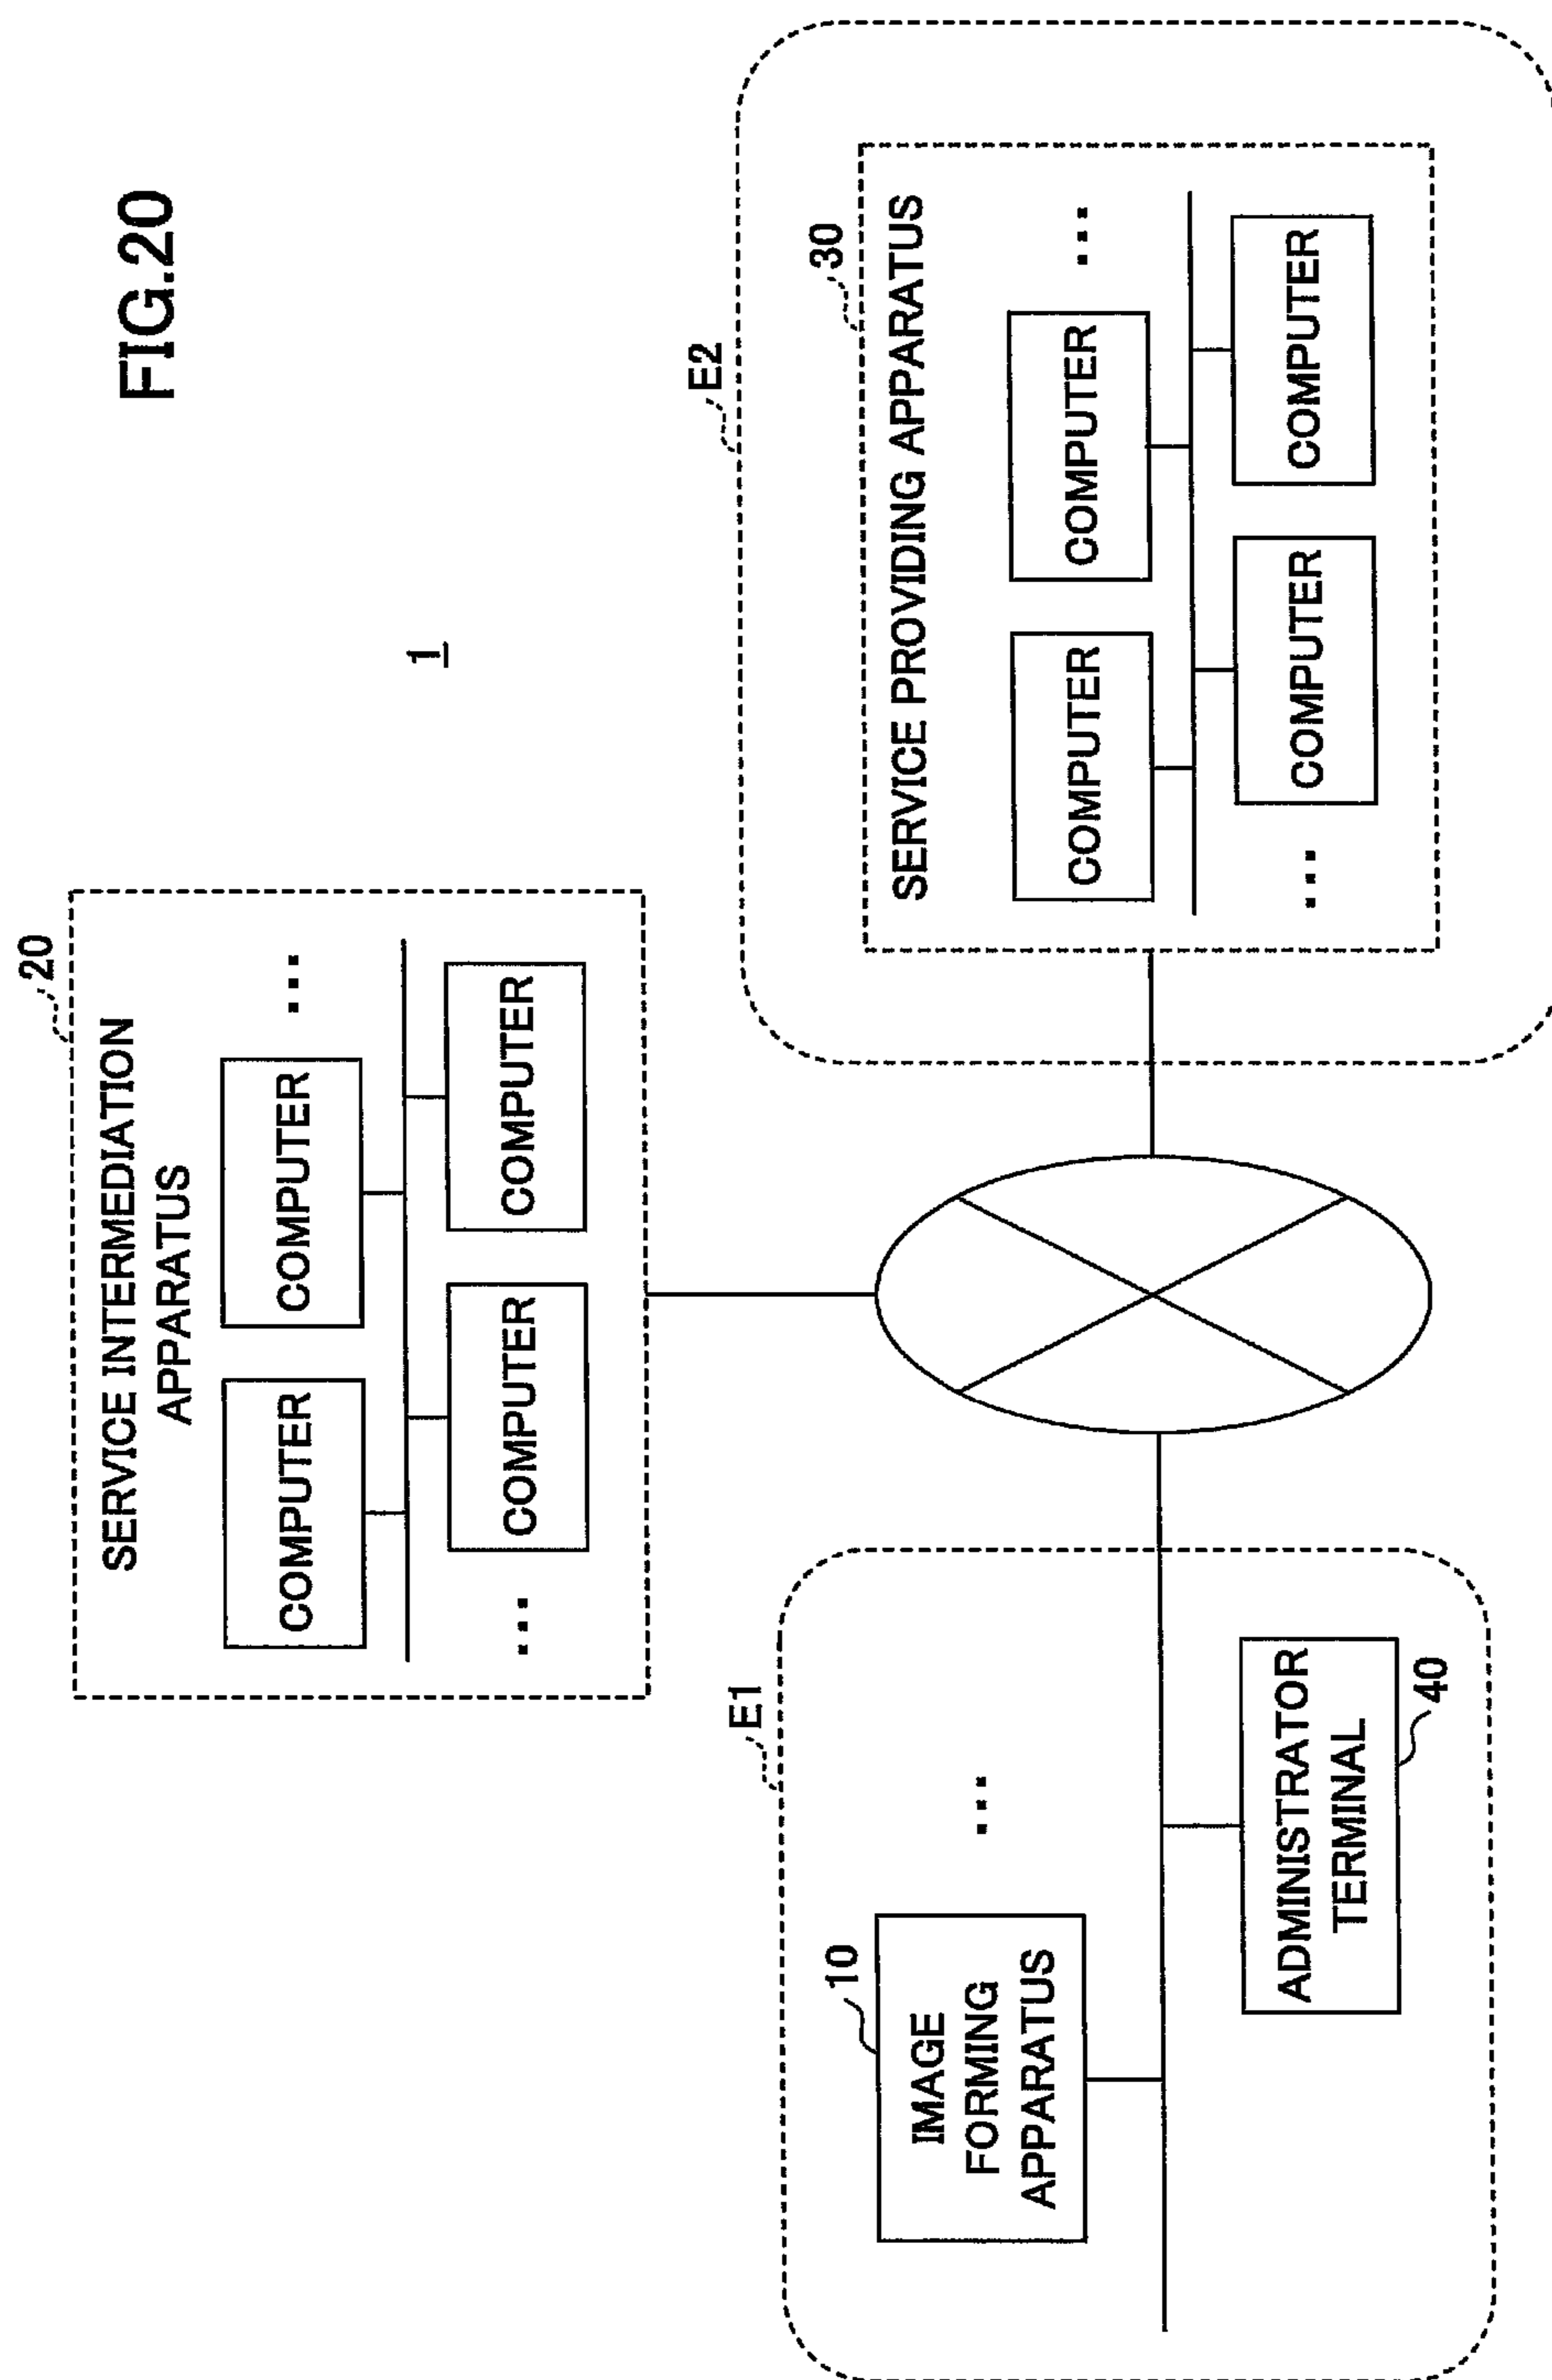 FIG.20
1
20
SERVICE INTERMEDIATION
APPARATUS
COMPUTER
COMPUTER
...
...
COMPUTER
COMPUTER
E1
10
IMAGE
FORMING
APPARATUS
...
ADMINISTRATOR
TERMINAL
40
E2
30
SERVICE PROVIDING APPARATUS
COMPUTER
COMPUTER
...
...
COMPUTER
COMPUTER